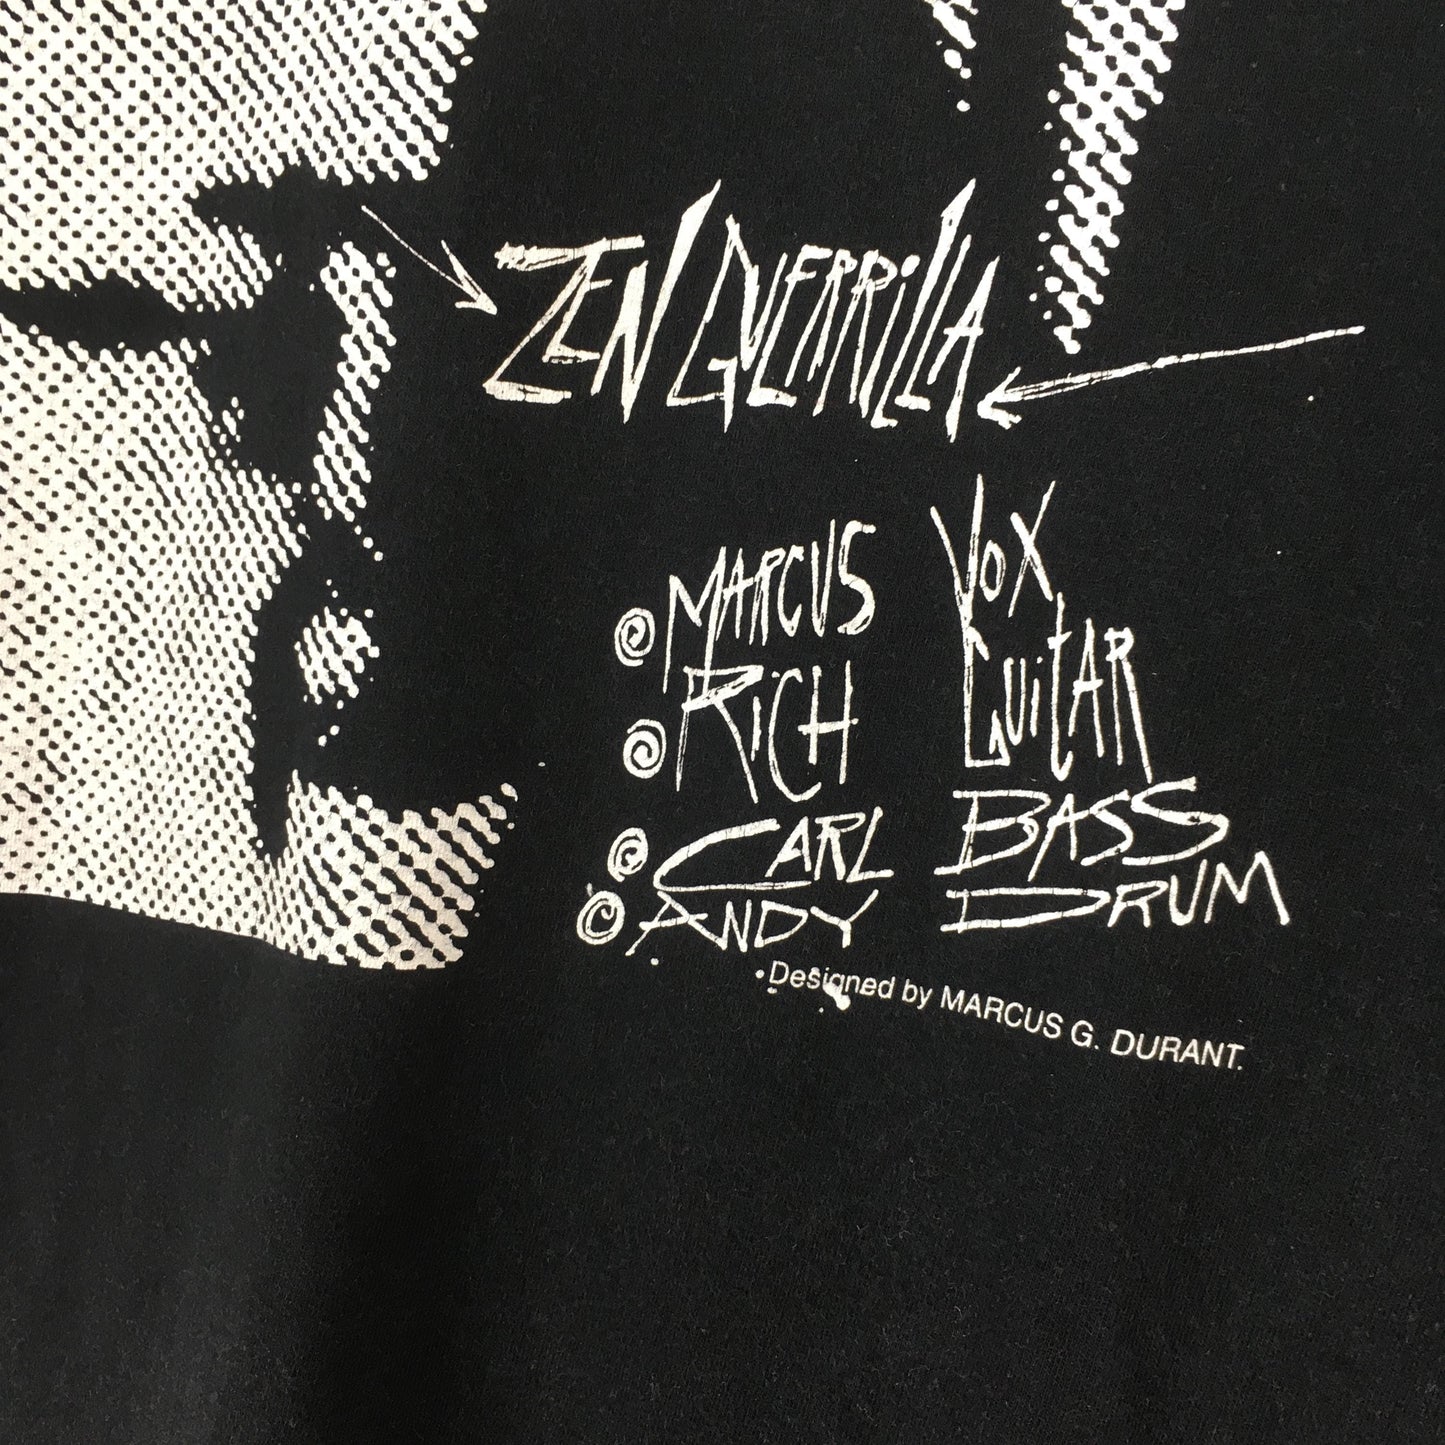 ZEN GUERRILLA
MARCUS VOX
RiCH GUiTAR
CARL BASS
ANDY DRUM
Designed by MARCUS G. DURANT.